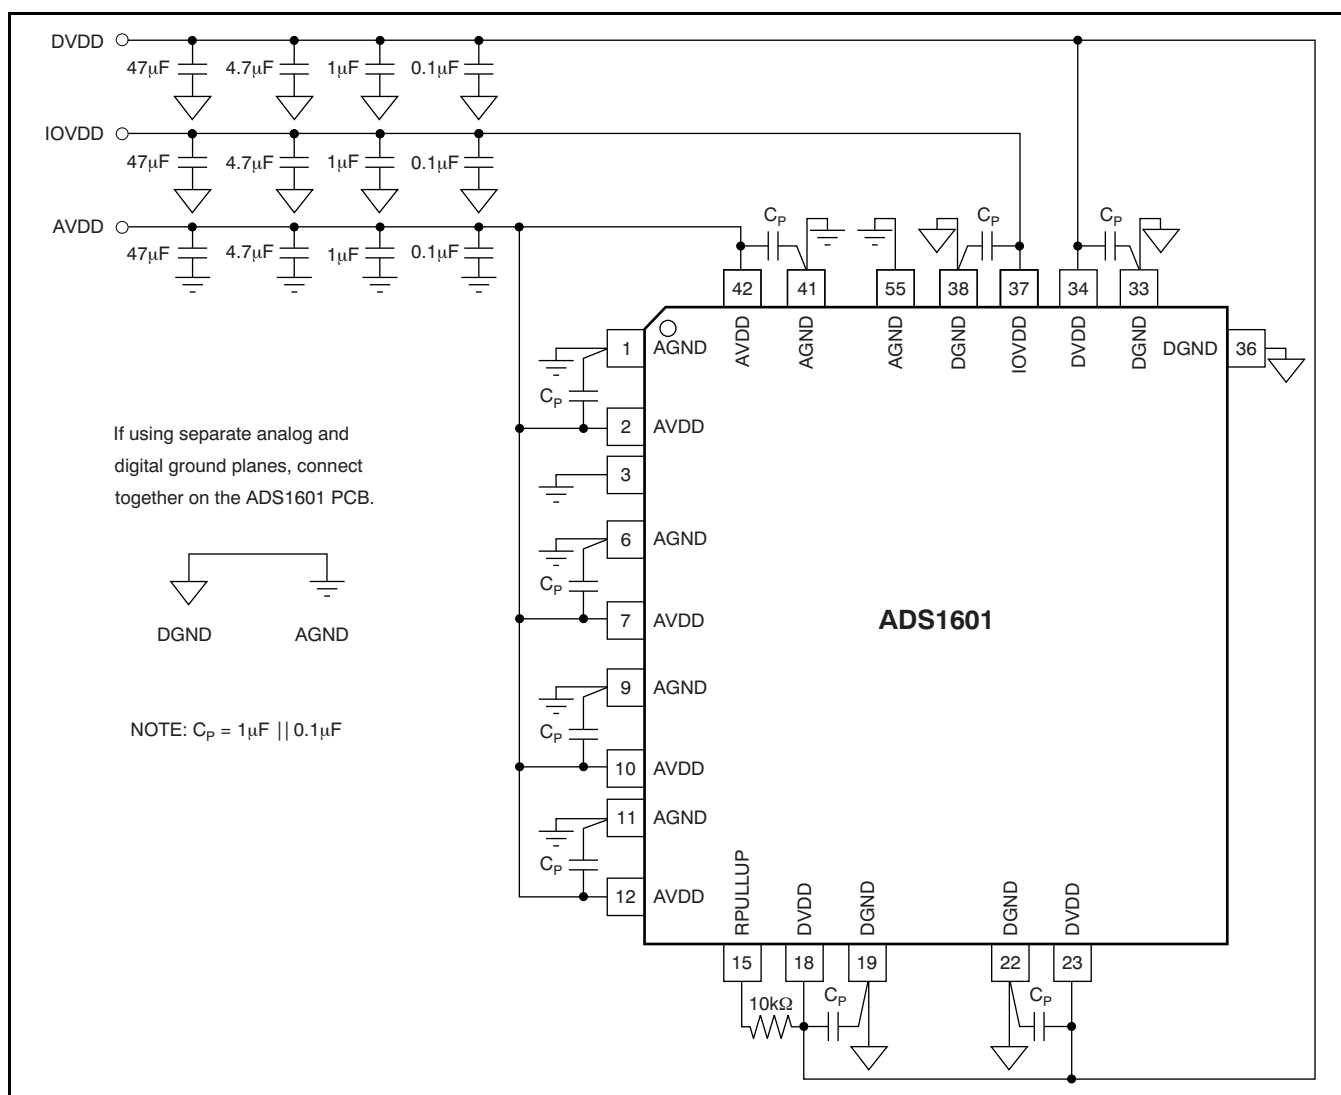 DVDD
47μF 4.7μF 1μF 0.1μF
IOVDD
47μF 4.7μF 1μF 0.1μF
AVDD
47μF 4.7μF 1μF 0.1μF
CP CP CP
42 41 55 38 37 34 33
AVDD AGND AGND DGND IOVDD DVDD DGND
1 AGND
DGND 36
CP
2 AVDD
3
6 AGND
CP
7 AVDD
9 AGND
CP
10 AVDD
11 AGND
CP
12 AVDD
If using separate analog and
digital ground planes, connect
together on the ADS1601 PCB.
DGND AGND
NOTE: CP = 1μF || 0.1μF
ADS1601
RPULLUP DVDD DGND DGND DVDD
15 18 19 22 23
10kΩ CP CP